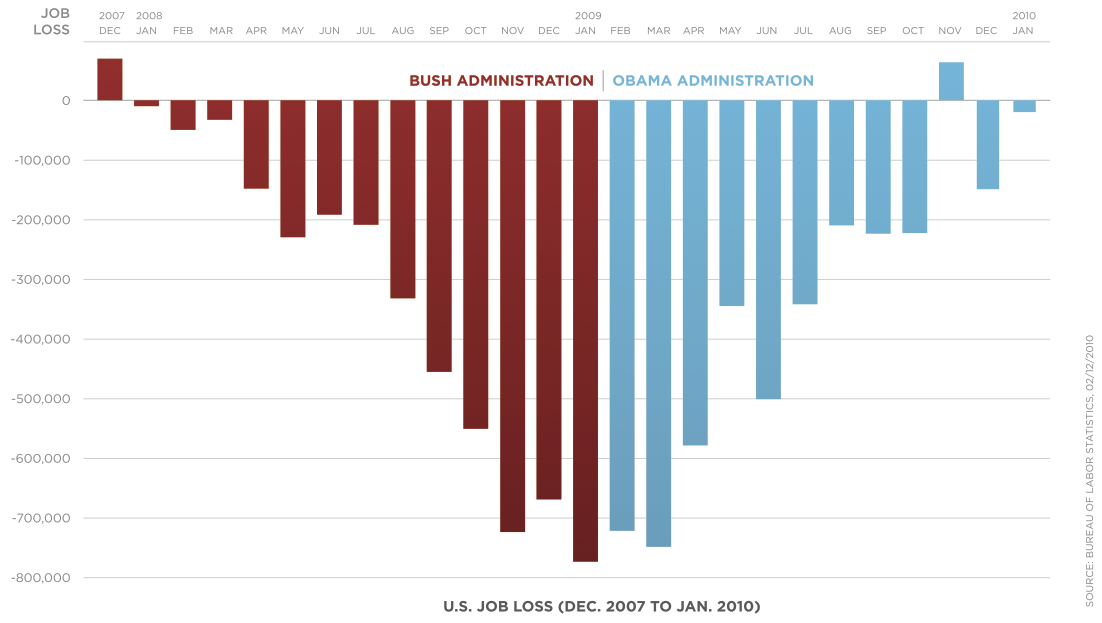 JOB
LOSS
2007 2008 2009 2010
DEC JAN FEB MAR APR MAY JUN JUL AUG SEP OCT NOV DEC JAN FEB MAR APR MAY JUN JUL AUG SEP OCT NOV DEC JAN
BUSH ADMINISTRATION OBAMA ADMINISTRATION
0
-100,000
-200,000
-300,000
-400,000
-500,000
-600,000
-700,000
-800,000
U.S. JOB LOSS (DEC. 2007 TO JAN. 2010)
SOURCE: BUREAU OF LABOR STATISTICS, 02/12/2010